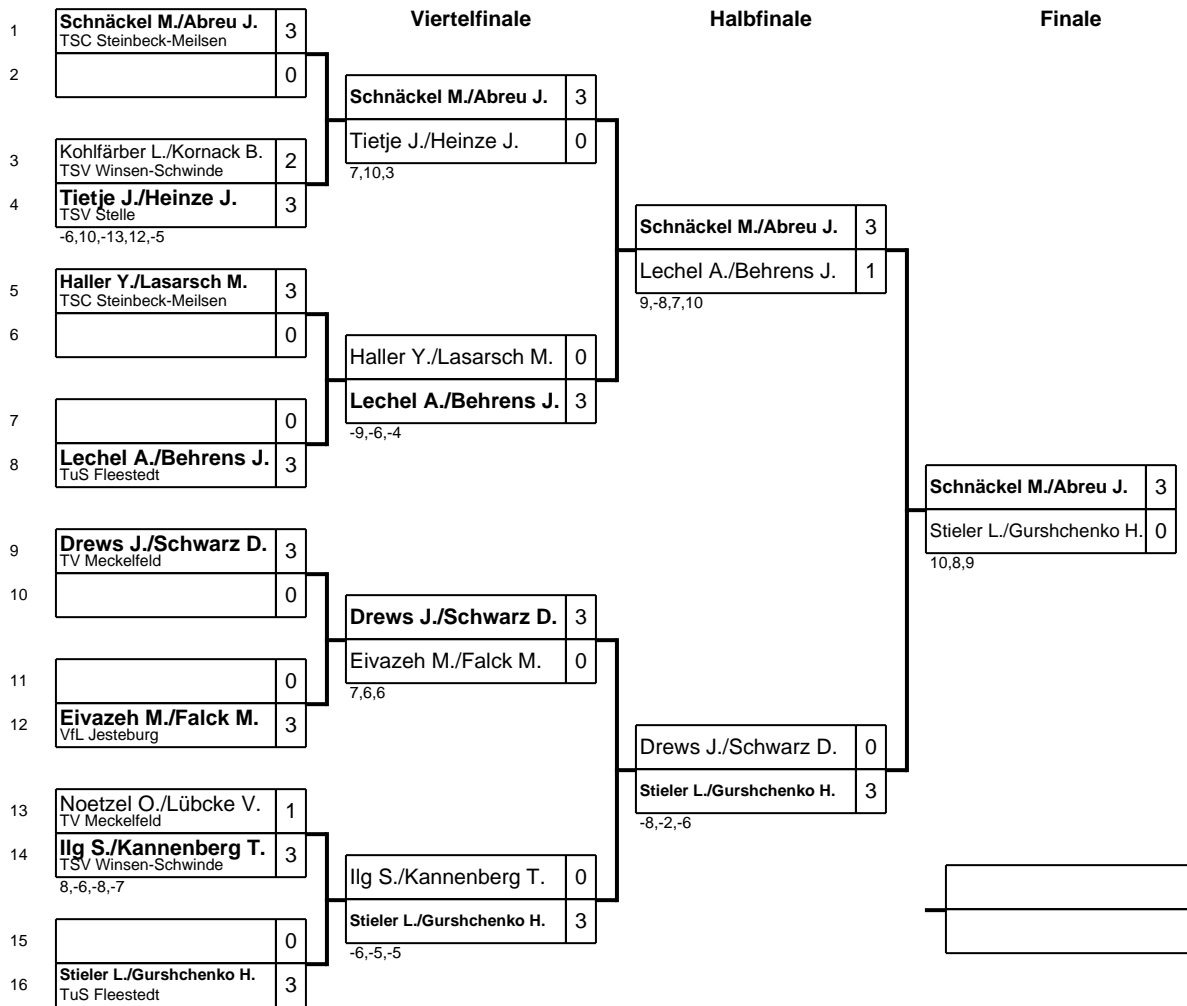 Viertelfinale
Halbfinale
Finale
1
Schnäckel M./Abreu J.
3
TSC Steinbeck-Meilsen
2
0
3
Kohlfärber L./Kornack B.
2
TSV Winsen-Schwinde
4
Tietje J./Heinze J.
3
TSV Stelle
-6,10,-13,12,-5
5
Haller Y./Lasarsch M.
3
TSC Steinbeck-Meilsen
6
0
7
0
8
Lechel A./Behrens J.
3
TuS Fleestedt
9
Drews J./Schwarz D.
3
TV Meckelfeld
10
0
11
0
12
Eivazeh M./Falck M.
3
VfL Jesteburg
13
Noetzel O./Lübcke V.
1
TV Meckelfeld
14
Ilg S./Kannenberg T.
3
TSV Winsen-Schwinde
8,-6,-8,-7
15
0
16
Stieler L./Gurshchenko H.
3
TuS Fleestedt
Schnäckel M./Abreu J.
3
Tietje J./Heinze J.
0
7,10,3
Haller Y./Lasarsch M.
0
Lechel A./Behrens J.
3
-9,-6,-4
Drews J./Schwarz D.
3
Eivazeh M./Falck M.
0
7,6,6
Ilg S./Kannenberg T.
0
Stieler L./Gurshchenko H.
3
-6,-5,-5
Schnäckel M./Abreu J.
3
Lechel A./Behrens J.
1
9,-8,7,10
Drews J./Schwarz D.
0
Stieler L./Gurshchenko H.
3
-8,-2,-6
Schnäckel M./Abreu J.
3
Stieler L./Gurshchenko H.
0
10,8,9